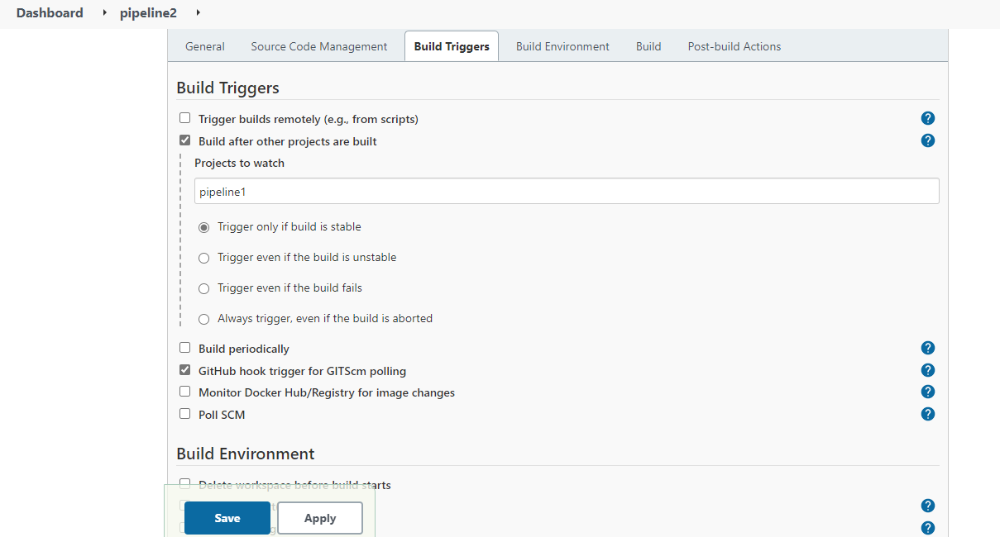 Dashboard pipeline2
General Source Code Management Build Triggers Build Environment Build Post-build Actions
Build Triggers
Trigger builds remotely (e.g., from scripts)
Build after other projects are built
Projects to watch
pipeline1
Trigger only if build is stable
Trigger even if the build is unstable
Trigger even if the build fails
Always trigger, even if the build is aborted
Build periodically
GitHub hook trigger for GITScm polling
Monitor Docker Hub/Registry for image changes
Poll SCM
Build Environment
Delete workspace before build starts
Save Apply